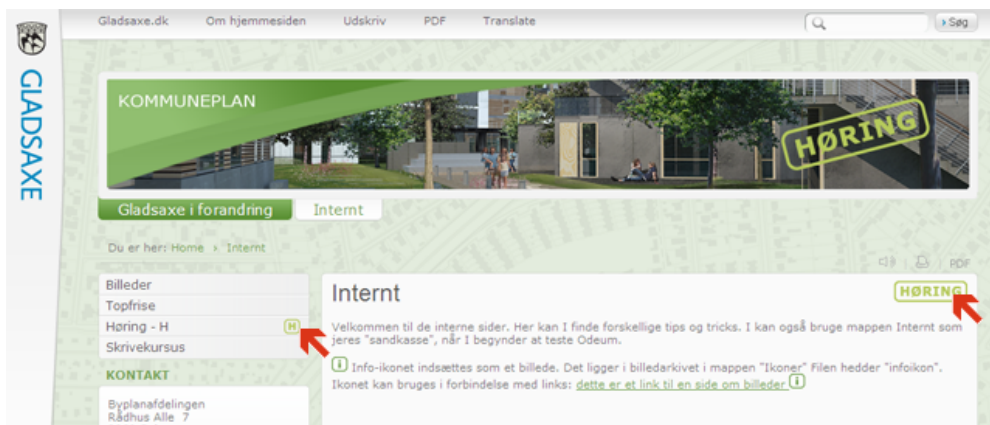 Gladsaxe.dk Om hjemmesiden Udskriv PDF Translate Søg
GLADSAXE
KOMMUNEPLAN
HØRING
Gladsaxe i forandring Internt
Du er her: Home › Internt
PDF
Billeder
Topfrise
Høring - H H
Skrivekursus
KONTAKT
Byplanafdelingen
Rådhus Alle 7
Internt HØRING
Velkommen til de interne sider. Her kan I finde forskellige tips og tricks. I kan også bruge mappen Internt som
jeres "sandkasse", når I begynder at teste Odeum.
i Info-ikonet indsættes som et billede. Det ligger i billedarkivet i mappen "Ikoner" Filen hedder "infoikon".
Ikonet kan bruges i forbindelse med links: dette er et link til en side om billeder i